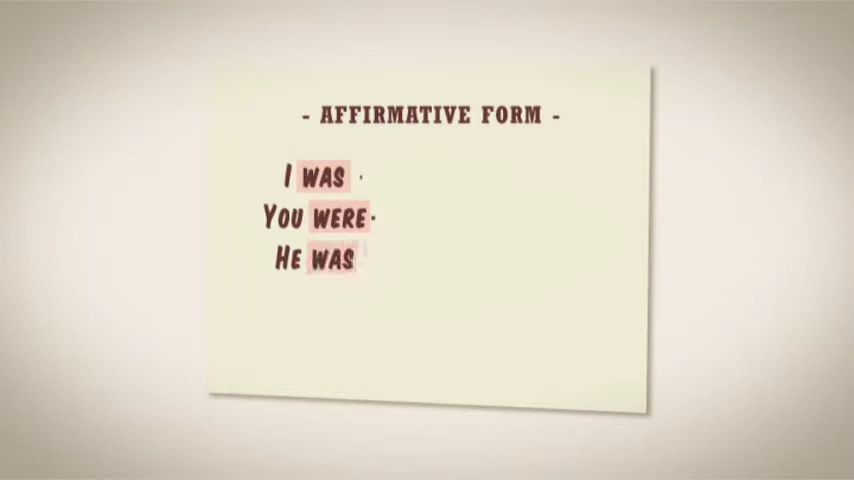 - AFFIRMATIVE FORM -
I WAS
YOU WERE
HE WAS